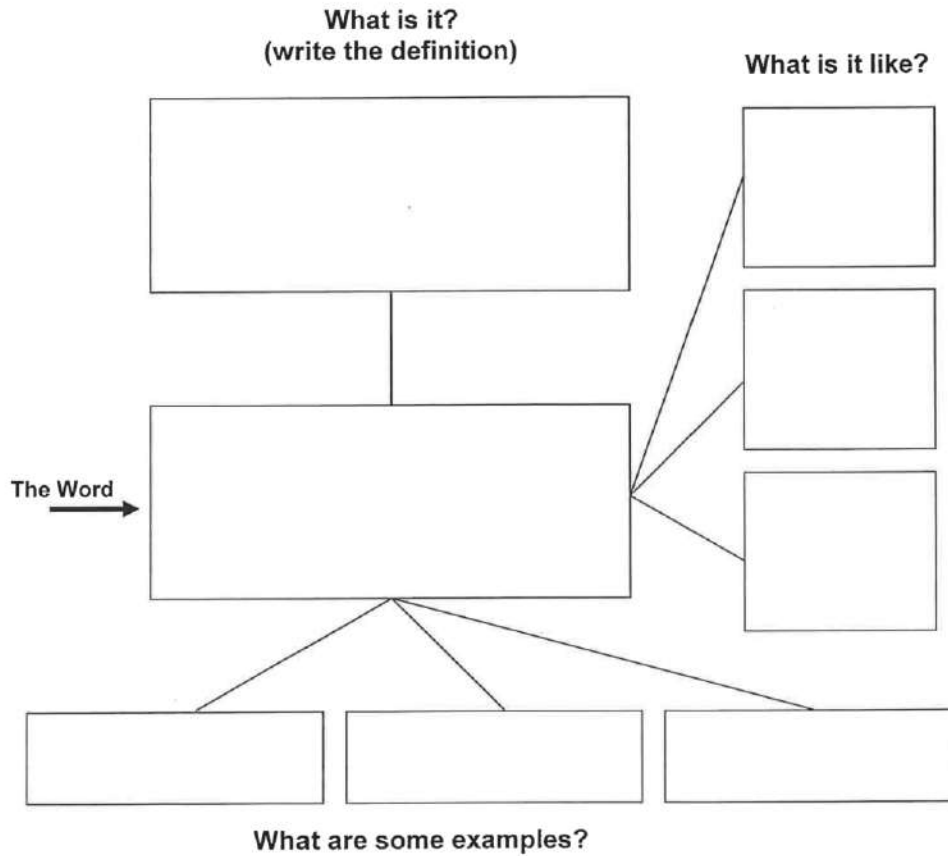 What is it?
(write the definition)
What is it like?
The Word
What are some examples?